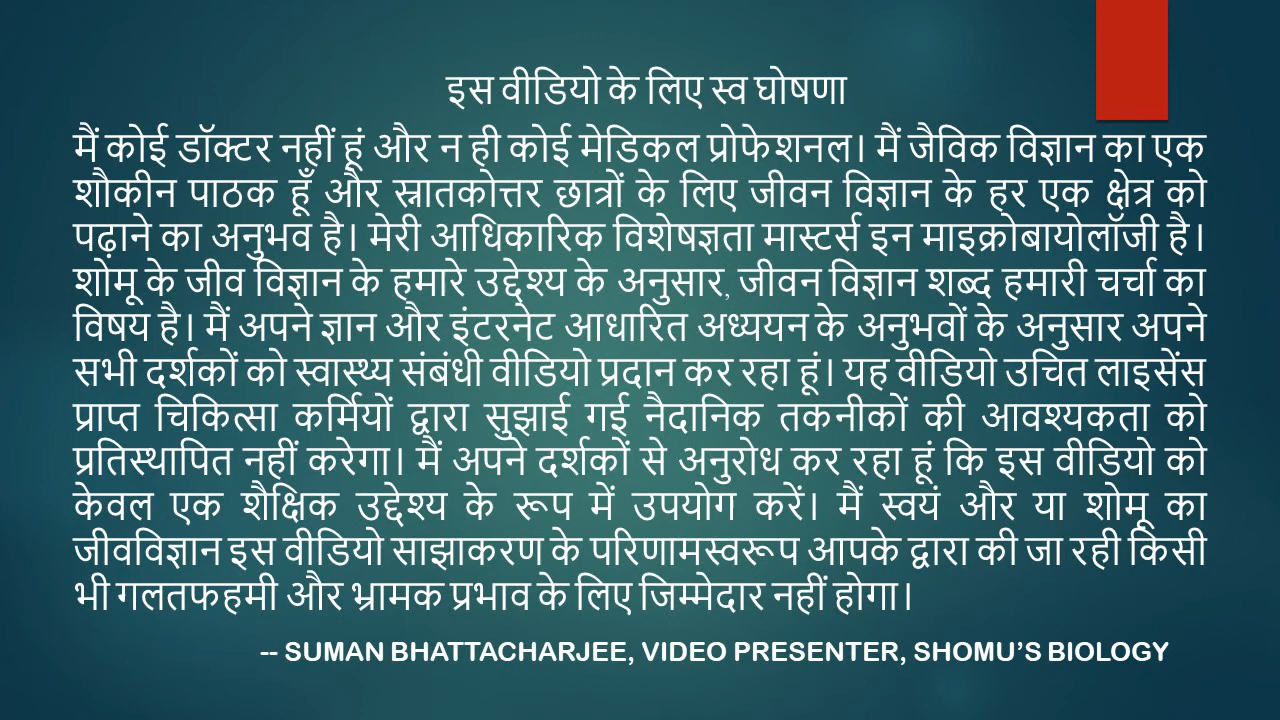 इस वीडियो के लिए स्व घोषणा
मैं कोई डॉक्टर नहीं हूं और न ही कोई मेडिकल प्रोफेशनल। मैं जैविक विज्ञान का एक
शौकीन पाठक हूँ और स्नातकोत्तर छात्रों के लिए जीवन विज्ञान के हर एक क्षेत्र को
पढ़ाने का अनुभव है। मेरी आधिकारिक विशेषज्ञता मास्टर्स इन माइक्रोबायोलॉजी है।
शोमू के जीव विज्ञान के हमारे उद्देश्य के अनुसार, जीवन विज्ञान शब्द हमारी चर्चा का
विषय है। मैं अपने ज्ञान और इंटरनेट आधारित अध्ययन के अनुभवों के अनुसार अपने
सभी दर्शकों को स्वास्थ्य संबंधी वीडियो प्रदान कर रहा हूं। यह वीडियो उचित लाइसेंस
प्राप्त चिकित्सा कर्मियों द्वारा सुझाई गई नैदानिक तकनीकों की आवश्यकता को
प्रतिस्थापित नहीं करेगा। मैं अपने दर्शकों से अनुरोध कर रहा हूं कि इस वीडियो को
केवल एक शैक्षिक उद्देश्य के रूप में उपयोग करें। मैं स्वयं और या शोमू का
जीवविज्ञान इस वीडियो साझाकरण के परिणामस्वरूप आपके द्वारा की जा रही किसी
भी गलतफहमी और भ्रामक प्रभाव के लिए जिम्मेदार नहीं होगा।
-- SUMAN BHATTACHARJEE, VIDEO PRESENTER, SHOMU’S BIOLOGY